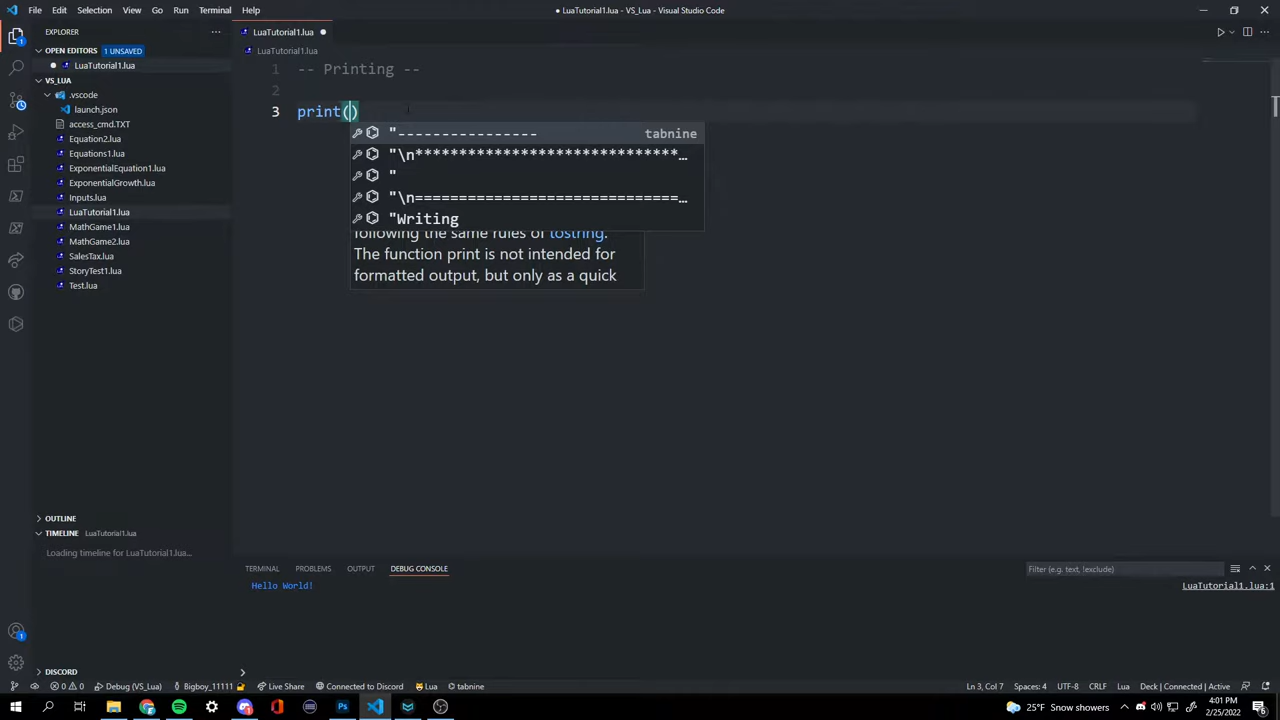 File Edit Selection View Go Run Terminal Help
● LuaTutorial1.lua - VS_Lua - Visual Studio Code
EXPLORER ···
LuaTutorial1.lua ●
OPEN EDITORS 1 UNSAVED
LuaTutorial1.lua
LuaTutorial1.lua
VS_LUA
.vscode
launch.json
access_cmd.TXT
Equation2.lua
Equations1.lua
ExponentialEquation1.lua
ExponentialGrowth.lua
Inputs.lua
LuaTutorial1.lua
MathGame1.lua
MathGame2.lua
SalesTax.lua
StoryTest1.lua
Test.lua
1 -- Printing --
2
3 print()
"---------------- tabnine
"\n******************************…
"
"\n==============================…
"Writing
following the same rules of tostring.
The function print is not intended for
formatted output, but only as a quick
OUTLINE
TIMELINE LuaTutorial1.lua
Loading timeline for LuaTutorial1.lua...
DISCORD
TERMINAL PROBLEMS OUTPUT DEBUG CONSOLE
Filter (e.g. text, !exclude)
Hello World! LuaTutorial1.lua:1
0 0 Debug (VS_Lua) Bigboy_11111 Live Share Connected to Discord Lua tabnine
Ln 3, Col 7 Spaces: 4 UTF-8 CRLF Lua Deck | Connected | Active
25°F Snow showers
4:01 PM
2/25/2022